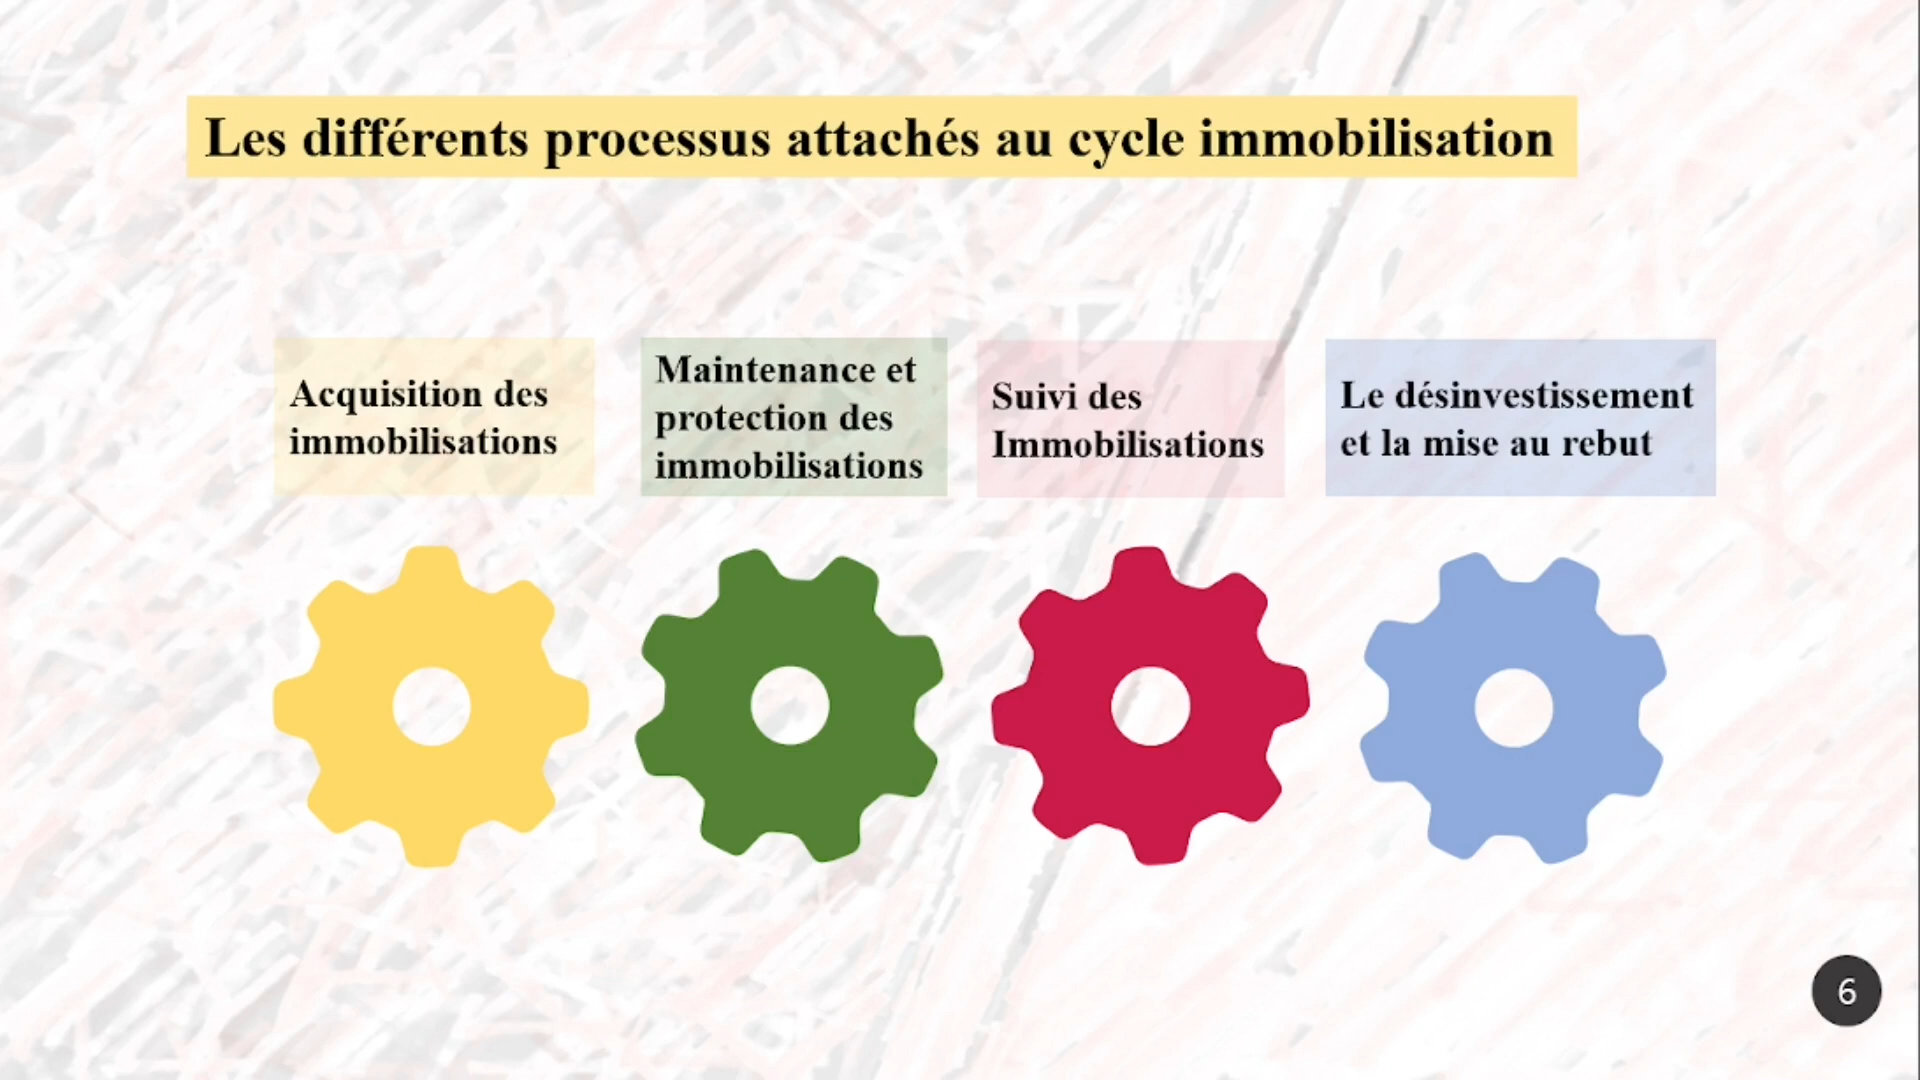 Les différents processus attachés au cycle immobilisation
Acquisition des
immobilisations
Maintenance et
protection des
immobilisations
Suivi des
Immobilisations
Le désinvestissement
et la mise au rebut
6